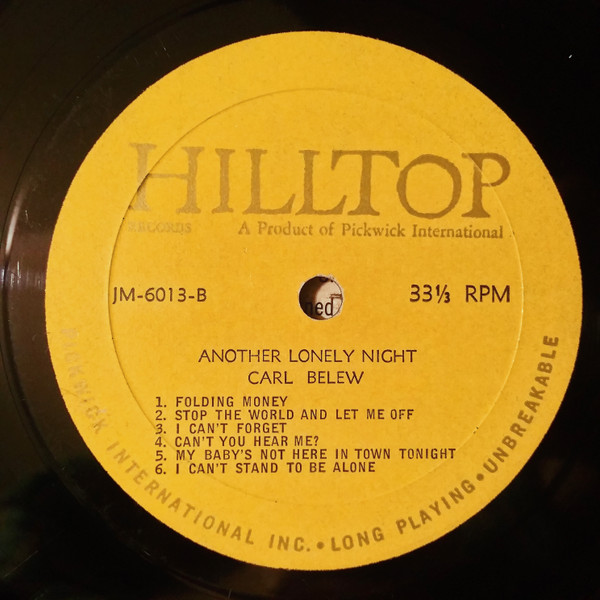 HILLTOP
RECORDS
A Product of Pickwick International
JM-6013-B
33⅓ RPM
ned
ANOTHER LONELY NIGHT
CARL BELEW
1. FOLDING MONEY
2. STOP THE WORLD AND LET ME OFF
3. I CAN'T FORGET
4. CAN'T YOU HEAR ME?
5. MY BABY'S NOT HERE IN TOWN TONIGHT
6. I CAN'T STAND TO BE ALONE
PICKWICK INTERNATIONAL INC. • LONG PLAYING • UNBREAKABLE